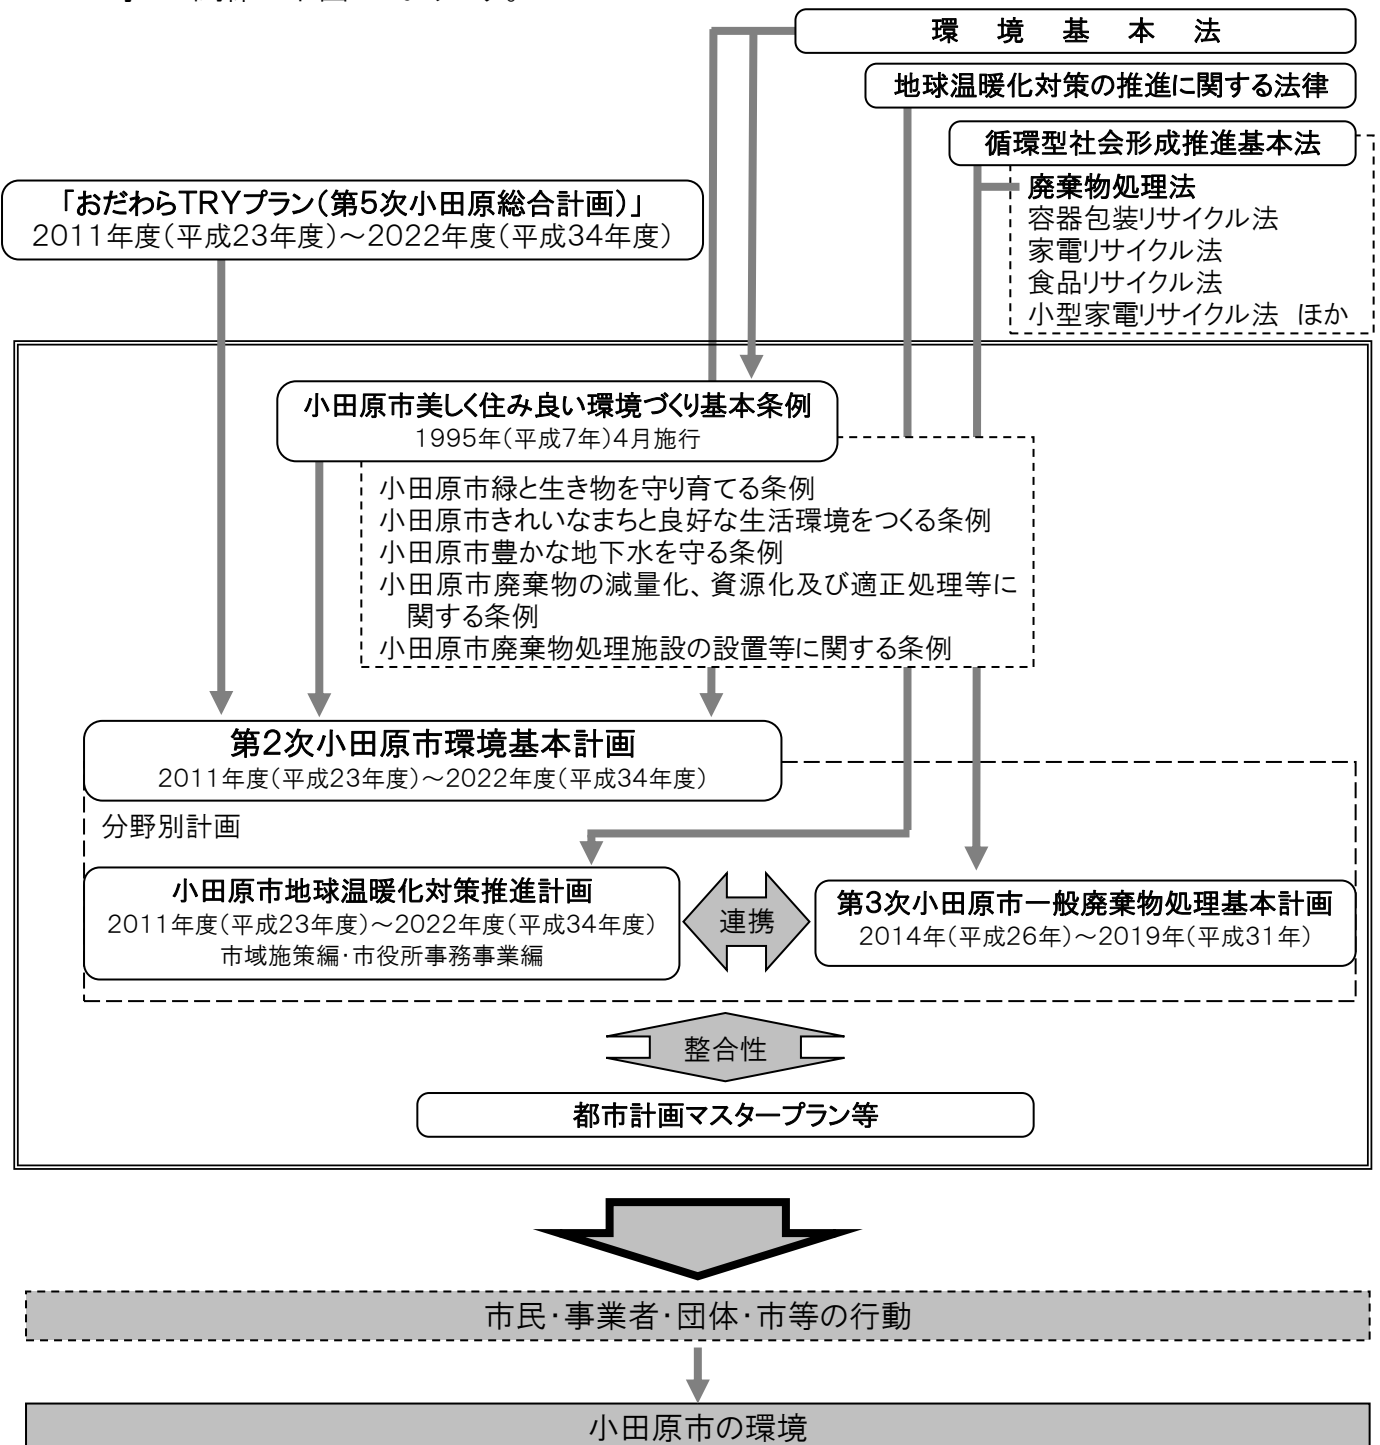 環境基本法
地球温暖化対策の推進に関する法律
循環型社会形成推進基本法
廃棄物処理法
容器包装リサイクル法
家電リサイクル法
食品リサイクル法
小型家電リサイクル法 ほか
「おだわらTRYプラン(第5次小田原総合計画)」
2011年度(平成23年度)～2022年度(平成34年度)
小田原市美しく住み良い環境づくり基本条例
1995年(平成7年)4月施行
小田原市緑と生き物を守り育てる条例
小田原市きれいなまちと良好な生活環境をつくる条例
小田原市豊かな地下水を守る条例
小田原市廃棄物の減量化、資源化及び適正処理等に
関する条例
小田原市廃棄物処理施設の設置等に関する条例
第2次小田原市環境基本計画
2011年度(平成23年度)～2022年度(平成34年度)
分野別計画
小田原市地球温暖化対策推進計画
2011年度(平成23年度)～2022年度(平成34年度)
市域施策編・市役所事務事業編
連携
第3次小田原市一般廃棄物処理基本計画
2014年(平成26年)～2019年(平成31年)
整合性
都市計画マスタープラン等
市民・事業者・団体・市等の行動
小田原市の環境